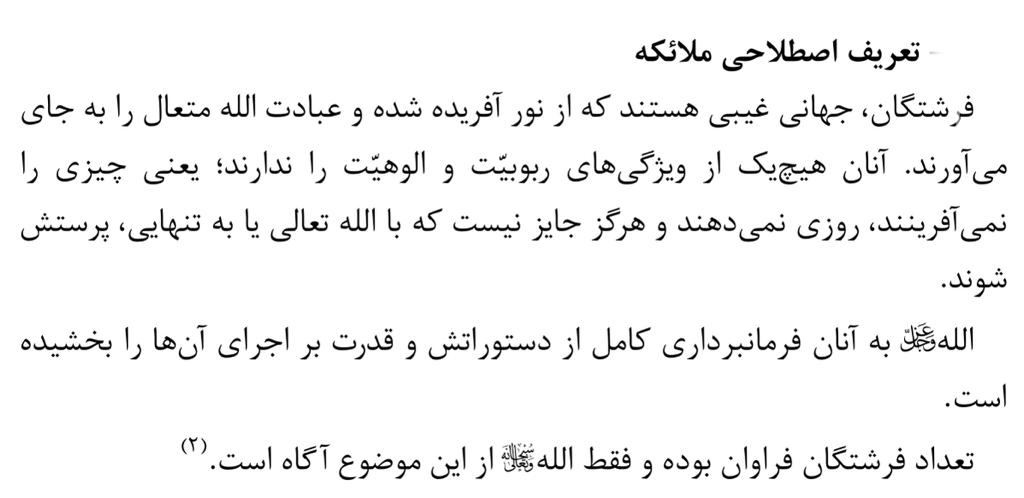 - تعریف اصطلاحی ملائکه
فرشتگان، جهانی غیبی هستند که از نور آفریده شده و عبادت الله متعال را به جای
می‌آورند. آنان هیچ‌یک از ویژگی‌های ربوبیّت و الوهیّت را ندارند؛ یعنی چیزی را
نمی‌آفرینند، روزی نمی‌دهند و هرگز جایز نیست که با الله تعالی یا به تنهایی، پرستش
شوند.
الله عزوجل به آنان فرمانبرداری کامل از دستوراتش و قدرت بر اجرای آن‌ها را بخشیده
است.
تعداد فرشتگان فراوان بوده و فقط الله سبحانه وتعالى از این موضوع آگاه است.(۲)